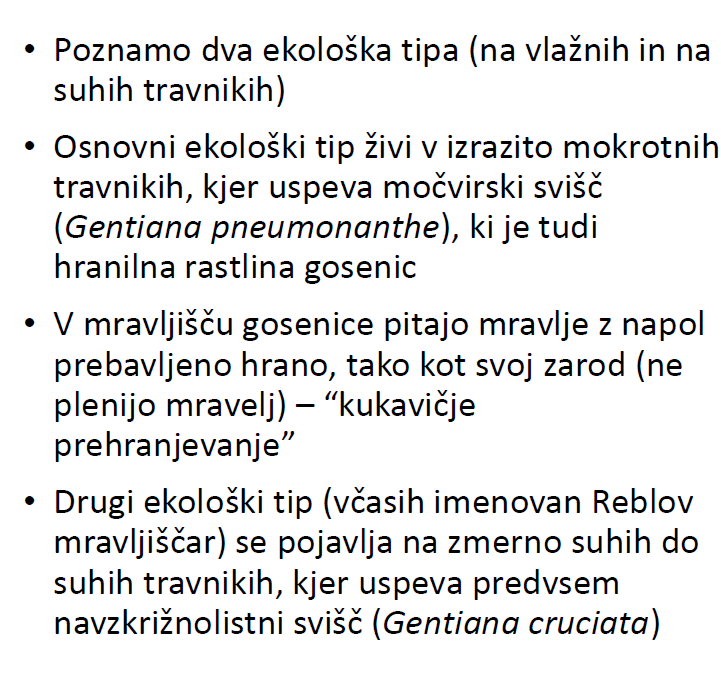 • Poznamo dva ekološka tipa (na vlažnih in na
suhih travnikih)
• Osnovni ekološki tip živi v izrazito mokrotnih
travnikih, kjer uspeva močvirski svišč
(Gentiana pneumonanthe), ki je tudi
hranilna rastlina gosenic
• V mravljišču gosenice pitajo mravlje z napol
prebavljeno hrano, tako kot svoj zarod (ne
plenijo mravelj) – “kukavičje
prehranjevanje”
• Drugi ekološki tip (včasih imenovan Reblov
mravljiščar) se pojavlja na zmerno suhih do
suhih travnikih, kjer uspeva predvsem
navzkrižnolistni svišč (Gentiana cruciata)